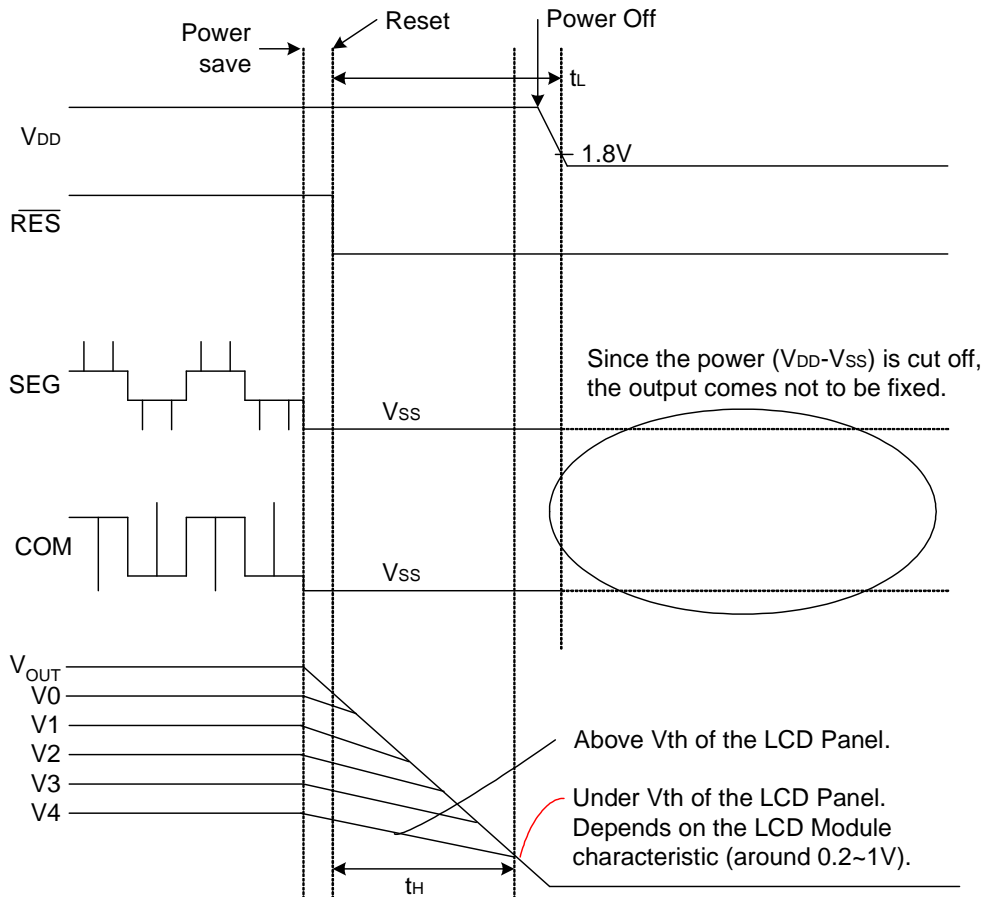 Power
save
Reset
Power Off
tL
VDD
1.8V
RES
SEG
Since the power (VDD-VSS) is cut off,
the output comes not to be fixed.
VSS
COM
VSS
VOUT
V0
V1
V2
V3
V4
Above Vth of the LCD Panel.
Under Vth of the LCD Panel.
Depends on the LCD Module
characteristic (around 0.2~1V).
tH